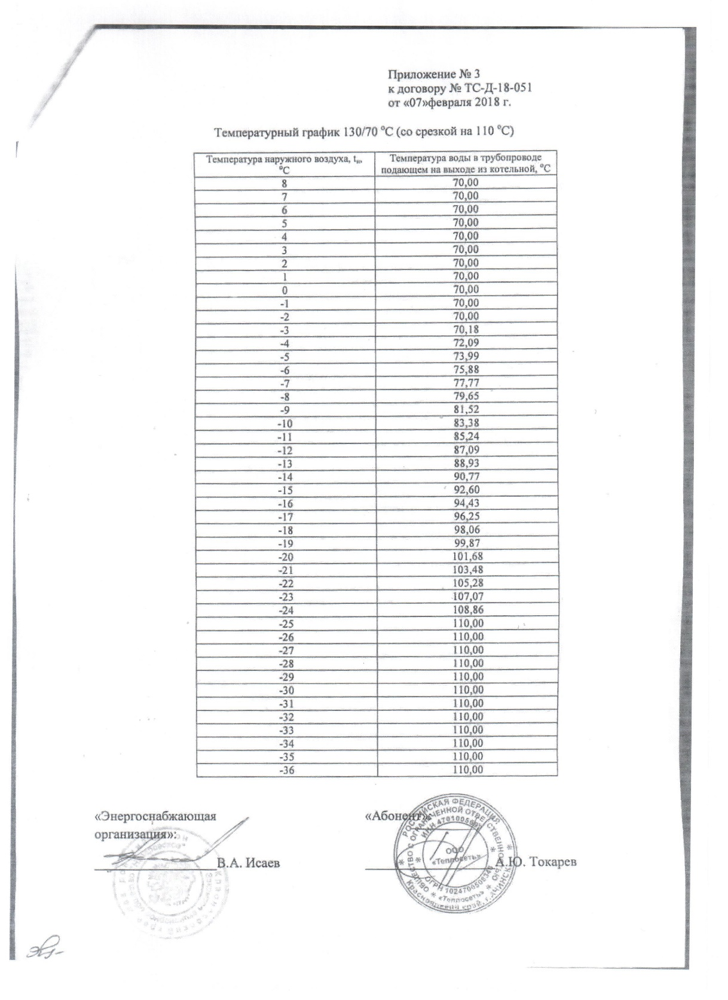 Приложение № 3
к договору № ТС-Д-18-051
от «07»февраля 2018 г.
Температурный график 130/70 °С (со срезкой на 110 °С)
Температура наружного воздуха, tн, °С Температура воды в трубопроводе подающем на выходе из котельной, °С
8 70,00
7 70,00
6 70,00
5 70,00
4 70,00
3 70,00
2 70,00
1 70,00
0 70,00
-1 70,00
-2 70,00
-3 70,18
-4 72,09
-5 73,99
-6 75,88
-7 77,77
-8 79,65
-9 81,52
-10 83,38
-11 85,24
-12 87,09
-13 88,93
-14 90,77
-15 92,60
-16 94,43
-17 96,25
-18 98,06
-19 99,87
-20 101,68
-21 103,48
-22 105,28
-23 107,07
-24 108,86
-25 110,00
-26 110,00
-27 110,00
-28 110,00
-29 110,00
-30 110,00
-31 110,00
-32 110,00
-33 110,00
-34 110,00
-35 110,00
-36 110,00
«Энергоснабжающая
организация»:
В.А. Исаев
«Абонент»
А.Ю. Токарев
РОССИЙСКАЯ ФЕДЕРАЦИЯ
Красноярский край, г. АЧИНСК
ОБЩЕСТВО С ОГРАНИЧЕННОЙ ОТВЕТСТВЕННОСТЬЮ
«Теплосеть»
ООО
«Теплосеть»